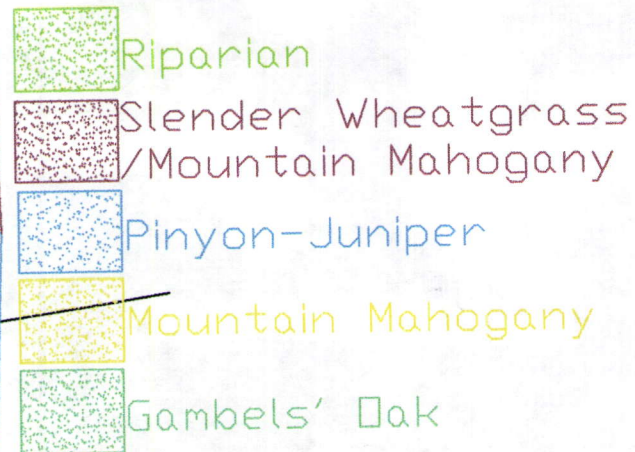 Riparian
Slender Wheatgrass
/Mountain Mahogany
Pinyon-Juniper
Mountain Mahogany
Gambels' Oak